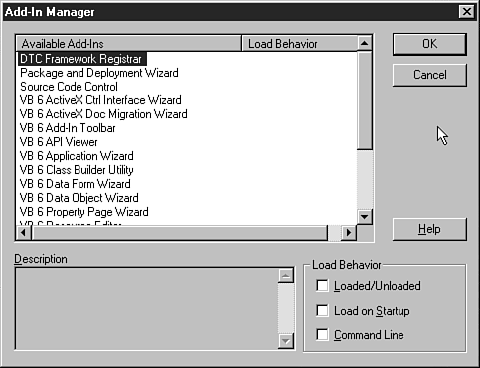 Add-In Manager
Available Add-Ins Load Behavior
DTC Framework Registrar
Package and Deployment Wizard
Source Code Control
VB 6 ActiveX Ctrl Interface Wizard
VB 6 ActiveX Doc Migration Wizard
VB 6 Add-In Toolbar
VB 6 API Viewer
VB 6 Application Wizard
VB 6 Class Builder Utility
VB 6 Data Form Wizard
VB 6 Data Object Wizard
VB 6 Property Page Wizard
VB 6 Resource Editor
OK
Cancel
Help
Description
Load Behavior
Loaded/Unloaded
Load on Startup
Command Line